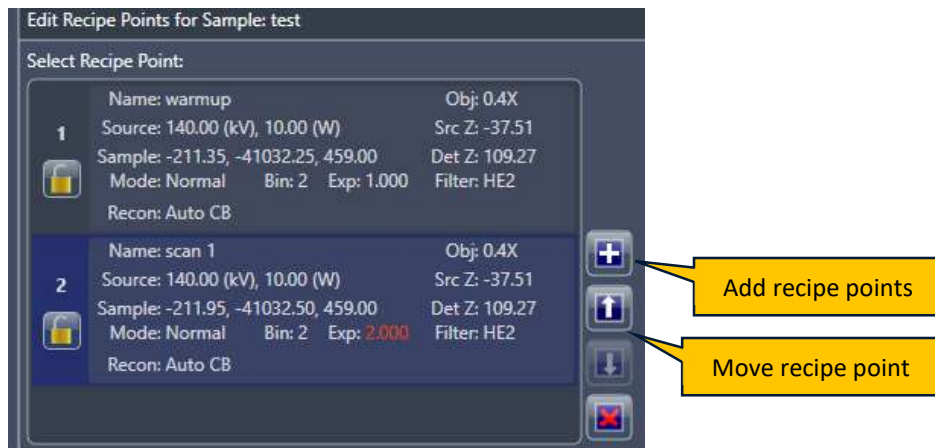 Edit Recipe Points for Sample: test
Select Recipe Point:
Name: warmup Obj: 0.4X
1 Source: 140.00 (kV), 10.00 (W) Src Z: -37.51
Sample: -211.35, -41032.25, 459.00 Det Z: 109.27
Mode: Normal Bin: 2 Exp: 1.000 Filter: HE2
Recon: Auto CB
Name: scan 1 Obj: 0.4X
2 Source: 140.00 (kV), 10.00 (W) Src Z: -37.51
Sample: -211.95, -41032.50, 459.00 Det Z: 109.27
Mode: Normal Bin: 2 Exp: 2.000 Filter: HE2
Recon: Auto CB
Add recipe points
Move recipe point